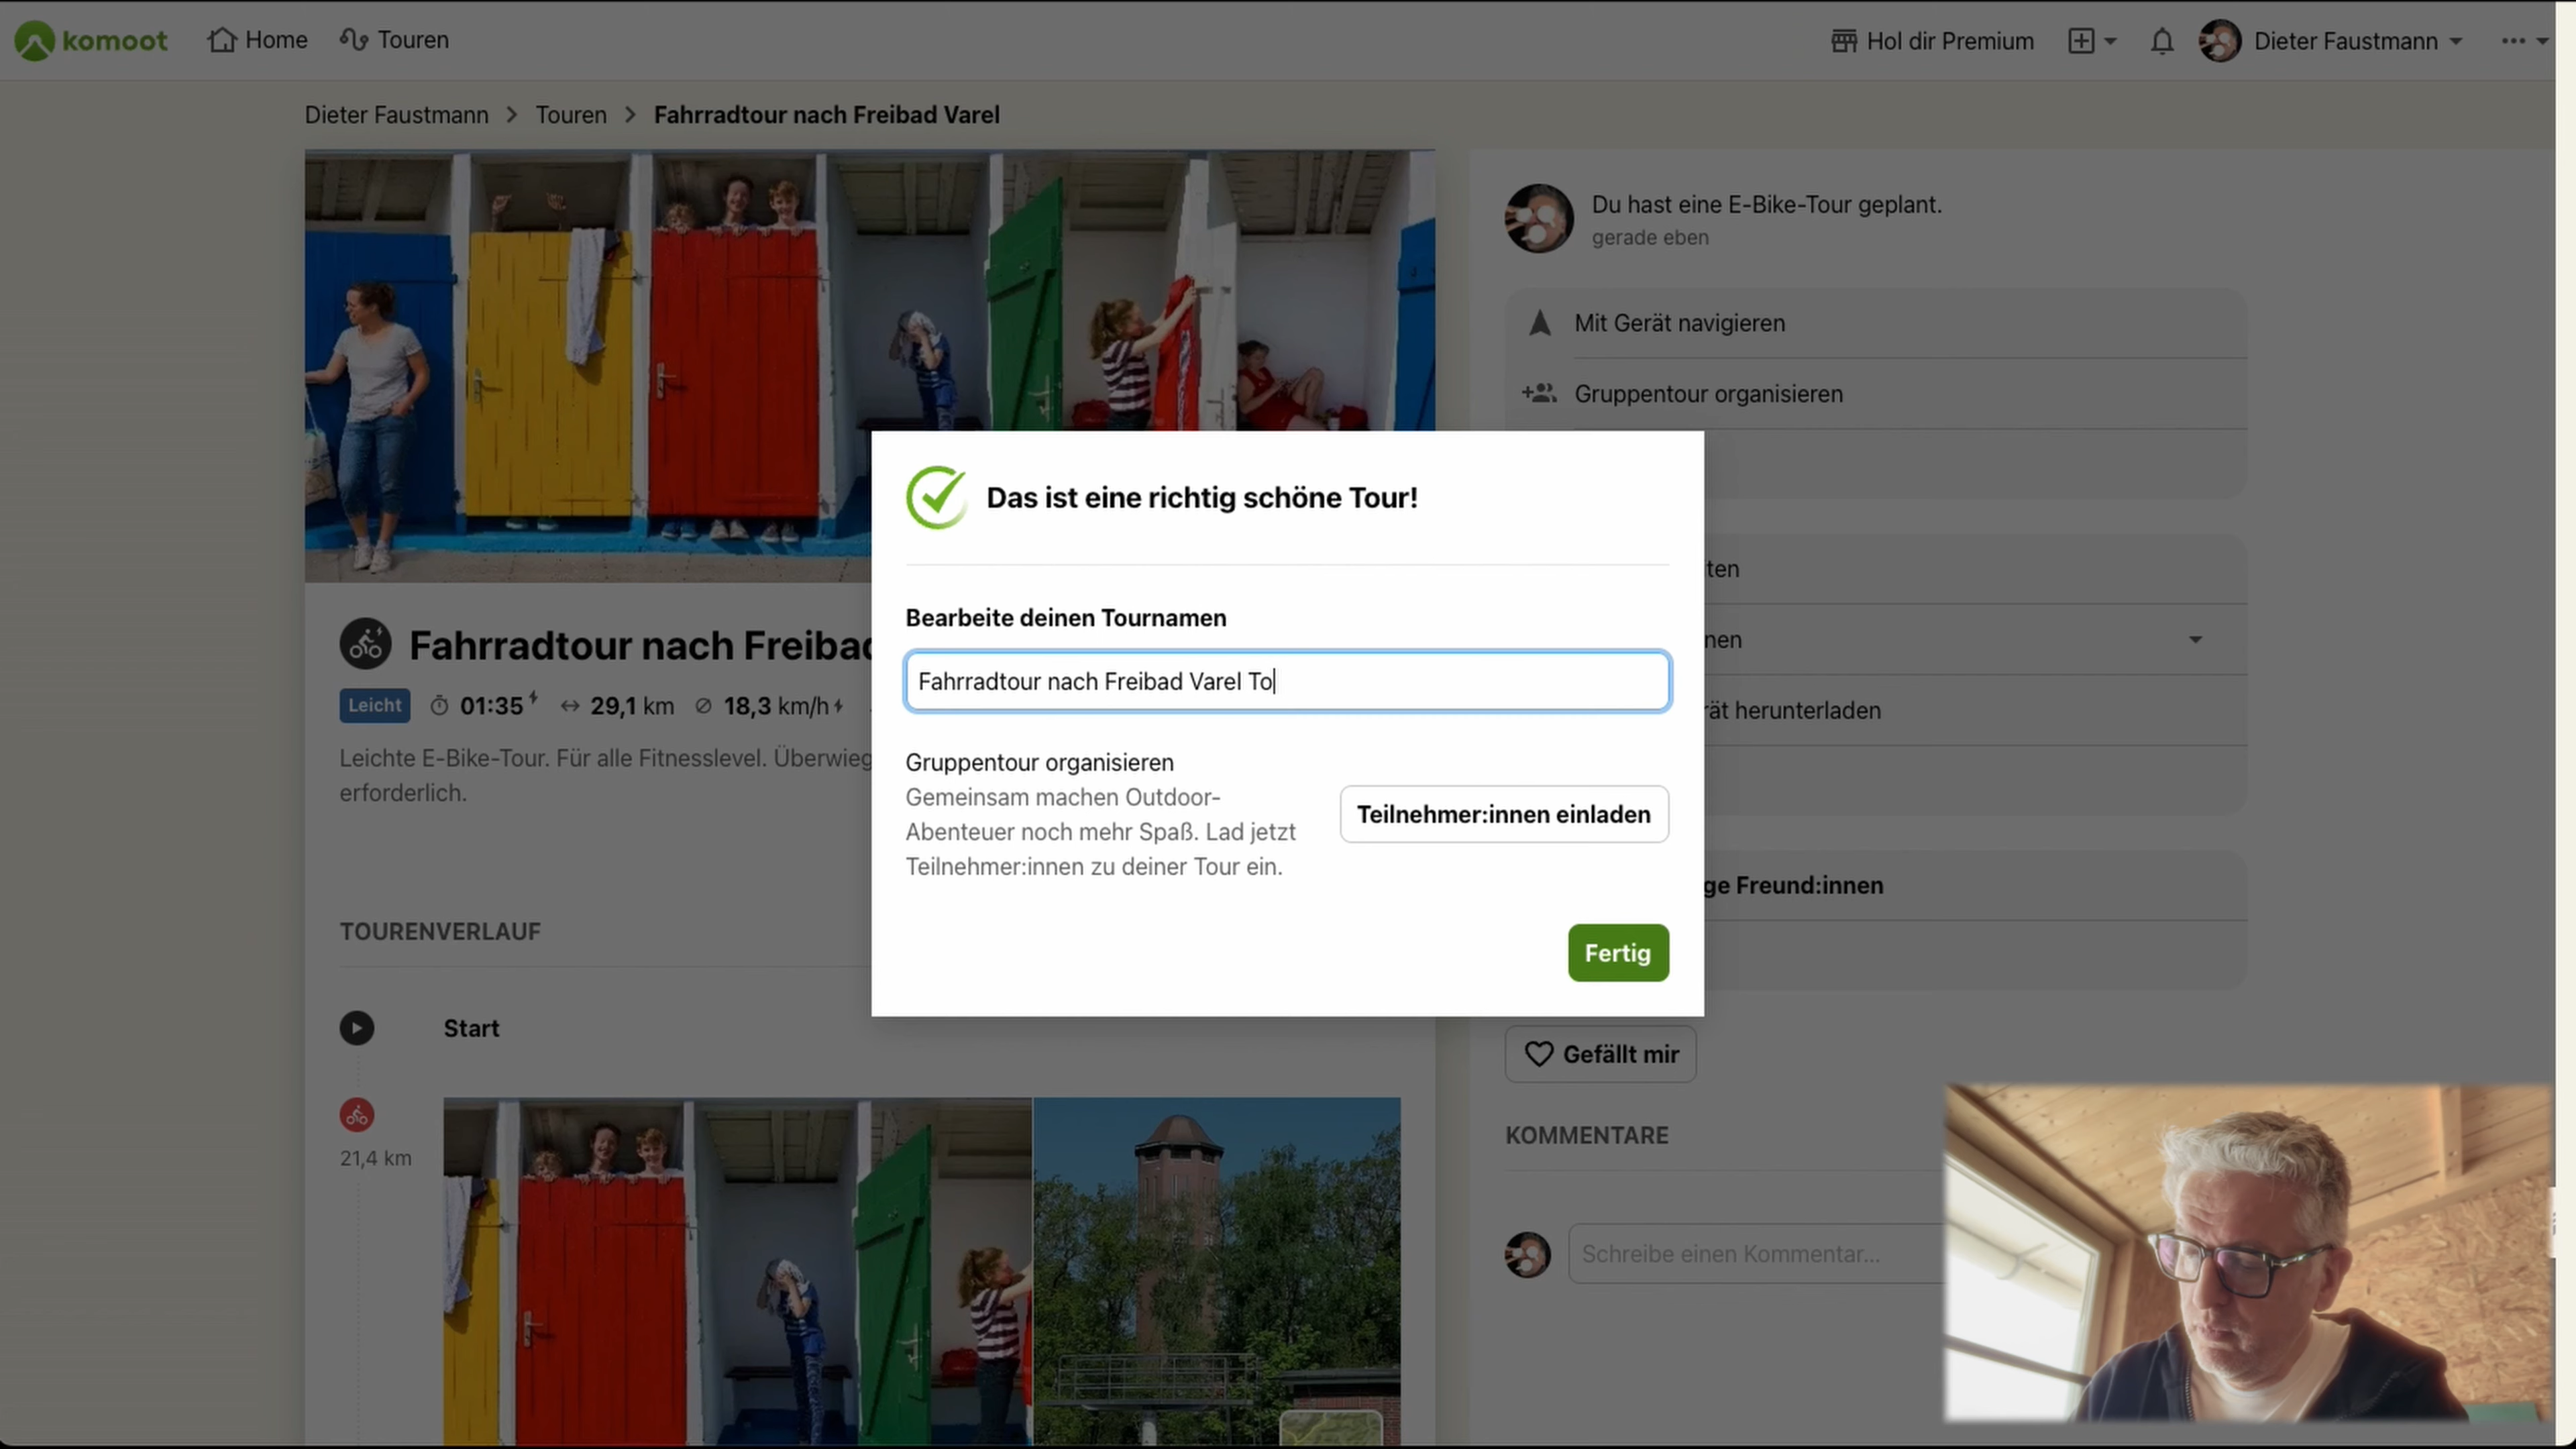 komoot
Home
Touren
Hol dir Premium
Dieter Faustmann
Dieter Faustmann > Touren > Fahrradtour nach Freibad Varel
Du hast eine E-Bike-Tour geplant.
gerade eben
Mit Gerät navigieren
Gruppentour organisieren
Das ist eine richtig schöne Tour!
Bearbeite deinen Tournamen
Fahrradtour nach Freibad Varel To
Gruppentour organisieren
Gemeinsam machen Outdoor-
Abenteuer noch mehr Spaß. Lad jetzt
Teilnehmer:innen zu deiner Tour ein.
Teilnehmer:innen einladen
Fertig
Fahrradtour nach Freibad
Leicht 01:35 29,1 km 18,3 km/h
Leichte E-Bike-Tour. Für alle Fitnesslevel. Überwieg
erforderlich.
TOURENVERLAUF
Start
21,4 km
ten
nen
rät herunterladen
ge Freund:innen
Gefällt mir
KOMMENTARE
Schreibe einen Kommentar...